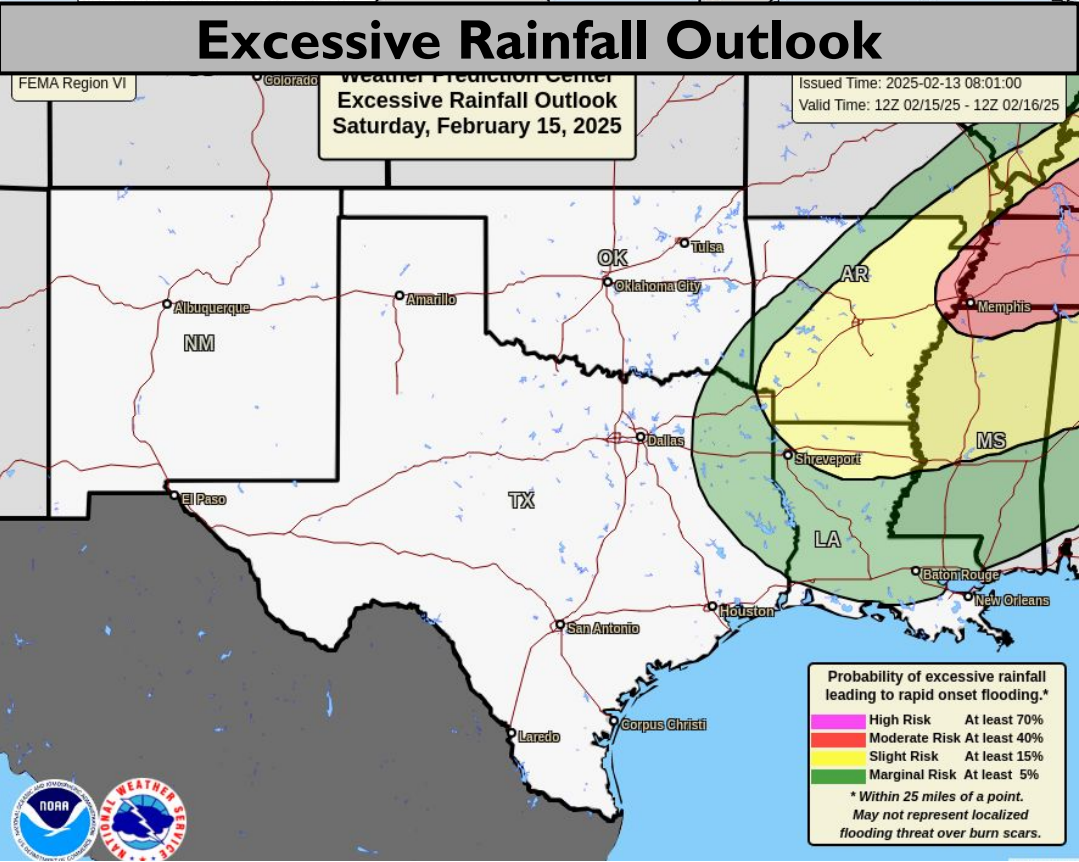 Excessive Rainfall Outlook
FEMA Region VI
Weather Prediction Center
Excessive Rainfall Outlook
Saturday, February 15, 2025
Issued Time: 2025-02-13 08:01:00
Valid Time: 12Z 02/15/25 - 12Z 02/16/25
Colorado
Tulsa
OK
Oklahoma City
AR
Amarillo
Albuquerque
Memphis
NM
Dallas
MS
Shreveport
El Paso
TX
LA
Baton Rouge
New Orleans
Houston
San Antonio
Corpus Christi
Laredo
Probability of excessive rainfall
leading to rapid onset flooding.*
High Risk At least 70%
Moderate Risk At least 40%
Slight Risk At least 15%
Marginal Risk At least 5%
* Within 25 miles of a point.
May not represent localized
flooding threat over burn scars.
NOAA
NATIONAL WEATHER SERVICE